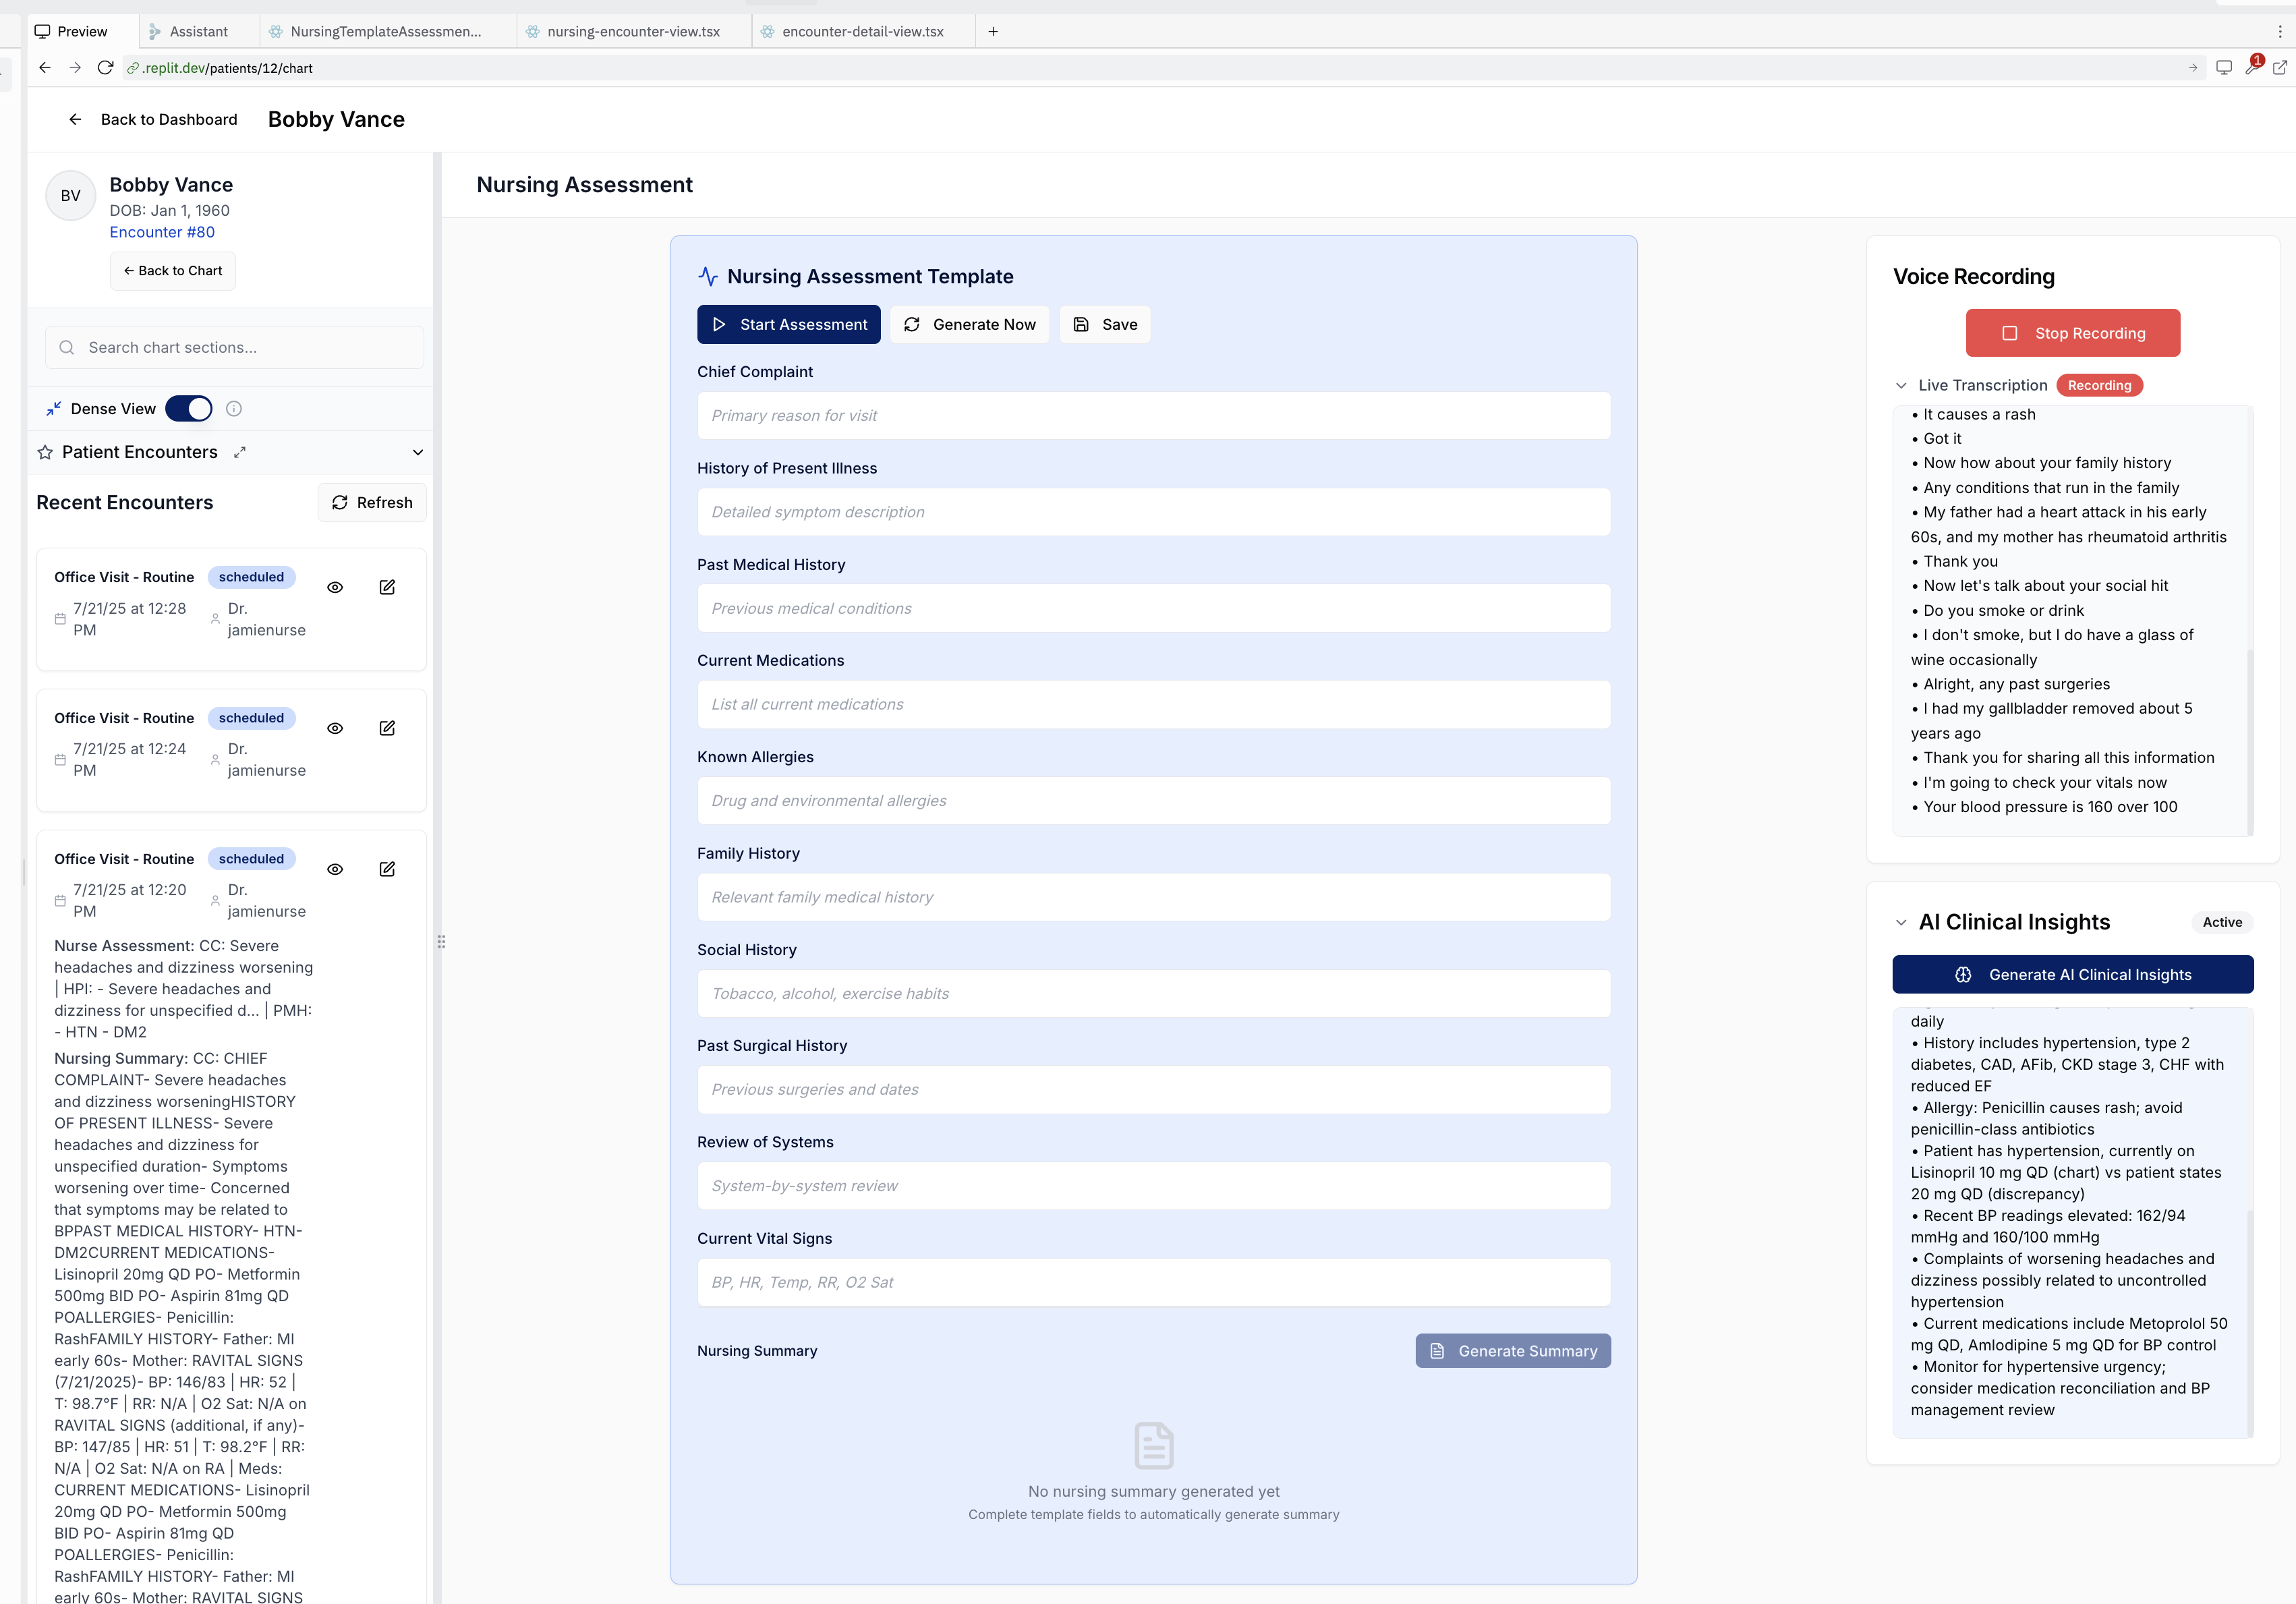 Preview
Assistant
NursingTemplateAssessmen...
nursing-encounter-view.tsx
encounter-detail-view.tsx
.replit.dev/patients/12/chart
1
Back to Dashboard
Bobby Vance
BV
Bobby Vance
DOB: Jan 1, 1960
Encounter #80
← Back to Chart
Search chart sections...
Dense View
Patient Encounters
Recent Encounters
Refresh
Office Visit - Routine
scheduled
7/21/25 at 12:28
PM
Dr.
jamienurse
Office Visit - Routine
scheduled
7/21/25 at 12:24
PM
Dr.
jamienurse
Office Visit - Routine
scheduled
7/21/25 at 12:20
PM
Dr.
jamienurse
Nurse Assessment: CC: Severe
headaches and dizziness worsening
| HPI: - Severe headaches and
dizziness for unspecified d... | PMH:
- HTN - DM2
Nursing Summary: CC: CHIEF
COMPLAINT- Severe headaches
and dizziness worseningHISTORY
OF PRESENT ILLNESS- Severe
headaches and dizziness for
unspecified duration- Symptoms
worsening over time- Concerned
that symptoms may be related to
BPPAST MEDICAL HISTORY- HTN-
DM2CURRENT MEDICATIONS-
Lisinopril 20mg QD PO- Metformin
500mg BID PO- Aspirin 81mg QD
POALLERGIES- Penicillin:
RashFAMILY HISTORY- Father: MI
early 60s- Mother: RAVITAL SIGNS
(7/21/2025)- BP: 146/83 | HR: 52 |
T: 98.7°F | RR: N/A | O2 Sat: N/A on
RAVITAL SIGNS (additional, if any)-
BP: 147/85 | HR: 51 | T: 98.2°F | RR:
N/A | O2 Sat: N/A on RA | Meds:
CURRENT MEDICATIONS- Lisinopril
20mg QD PO- Metformin 500mg
BID PO- Aspirin 81mg QD
POALLERGIES- Penicillin:
RashFAMILY HISTORY- Father: MI
early 60s- Mother: RAVITAL SIGNS
Nursing Assessment
Nursing Assessment Template
Start Assessment
Generate Now
Save
Chief Complaint
Primary reason for visit
History of Present Illness
Detailed symptom description
Past Medical History
Previous medical conditions
Current Medications
List all current medications
Known Allergies
Drug and environmental allergies
Family History
Relevant family medical history
Social History
Tobacco, alcohol, exercise habits
Past Surgical History
Previous surgeries and dates
Review of Systems
System-by-system review
Current Vital Signs
BP, HR, Temp, RR, O2 Sat
Nursing Summary
Generate Summary
No nursing summary generated yet
Complete template fields to automatically generate summary
Voice Recording
Stop Recording
Live Transcription
Recording
• It causes a rash
• Got it
• Now how about your family history
• Any conditions that run in the family
• My father had a heart attack in his early
60s, and my mother has rheumatoid arthritis
• Thank you
• Now let's talk about your social hit
• Do you smoke or drink
• I don't smoke, but I do have a glass of
wine occasionally
• Alright, any past surgeries
• I had my gallbladder removed about 5
years ago
• Thank you for sharing all this information
• I'm going to check your vitals now
• Your blood pressure is 160 over 100
AI Clinical Insights
Active
Generate AI Clinical Insights
daily
• History includes hypertension, type 2
diabetes, CAD, AFib, CKD stage 3, CHF with
reduced EF
• Allergy: Penicillin causes rash; avoid
penicillin-class antibiotics
• Patient has hypertension, currently on
Lisinopril 10 mg QD (chart) vs patient states
20 mg QD (discrepancy)
• Recent BP readings elevated: 162/94
mmHg and 160/100 mmHg
• Complaints of worsening headaches and
dizziness possibly related to uncontrolled
hypertension
• Current medications include Metoprolol 50
mg QD, Amlodipine 5 mg QD for BP control
• Monitor for hypertensive urgency;
consider medication reconciliation and BP
management review